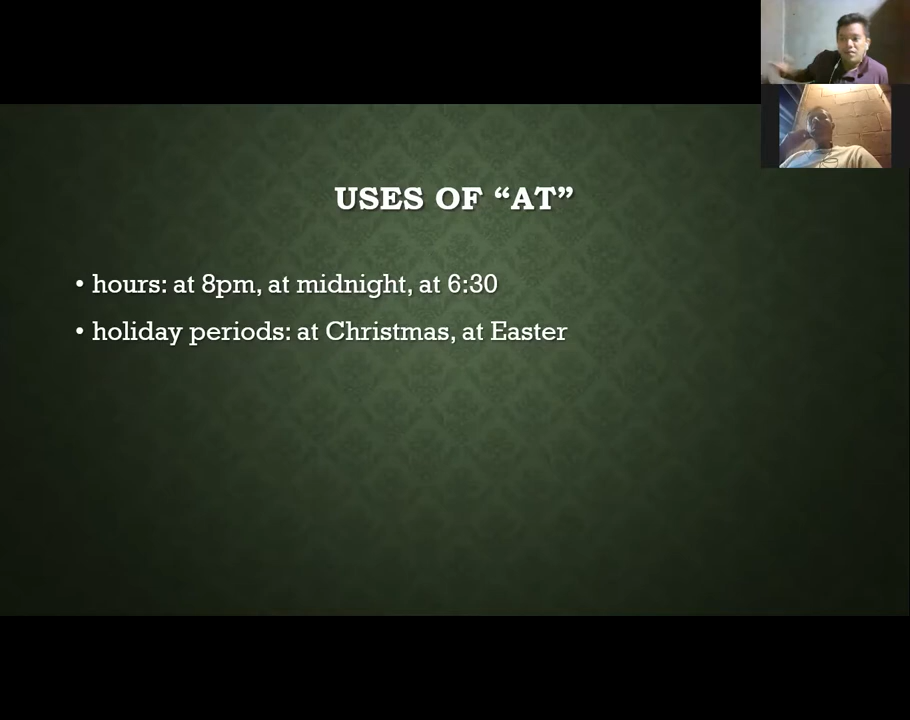 USES OF “AT”
• hours: at 8pm, at midnight, at 6:30
• holiday periods: at Christmas, at Easter